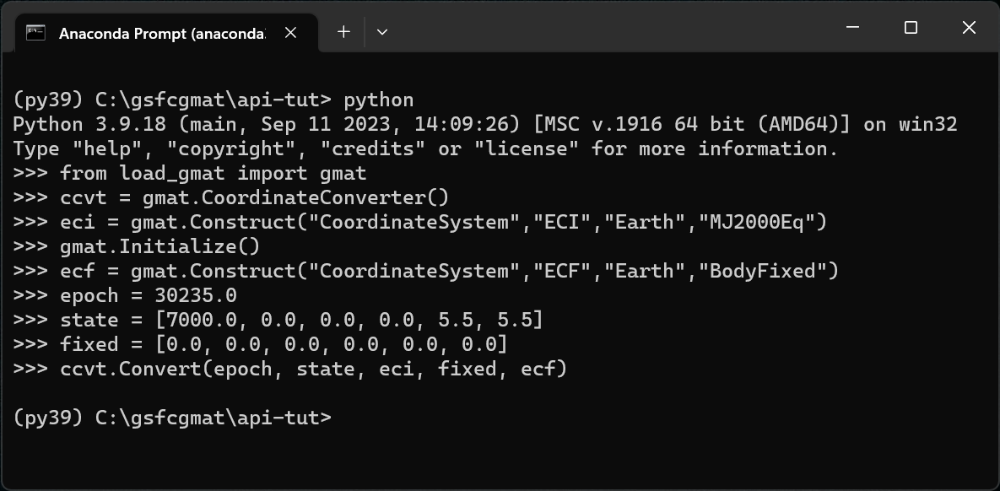 Anaconda Prompt (anaconda
(py39) C:\gsfcgmat\api-tut> python
Python 3.9.18 (main, Sep 11 2023, 14:09:26) [MSC v.1916 64 bit (AMD64)] on win32
Type "help", "copyright", "credits" or "license" for more information.
>>> from load_gmat import gmat
>>> ccvt = gmat.CoordinateConverter()
>>> eci = gmat.Construct("CoordinateSystem","ECI","Earth","MJ2000Eq")
>>> gmat.Initialize()
>>> ecf = gmat.Construct("CoordinateSystem","ECF","Earth","BodyFixed")
>>> epoch = 30235.0
>>> state = [7000.0, 0.0, 0.0, 0.0, 5.5, 5.5]
>>> fixed = [0.0, 0.0, 0.0, 0.0, 0.0, 0.0]
>>> ccvt.Convert(epoch, state, eci, fixed, ecf)
(py39) C:\gsfcgmat\api-tut>